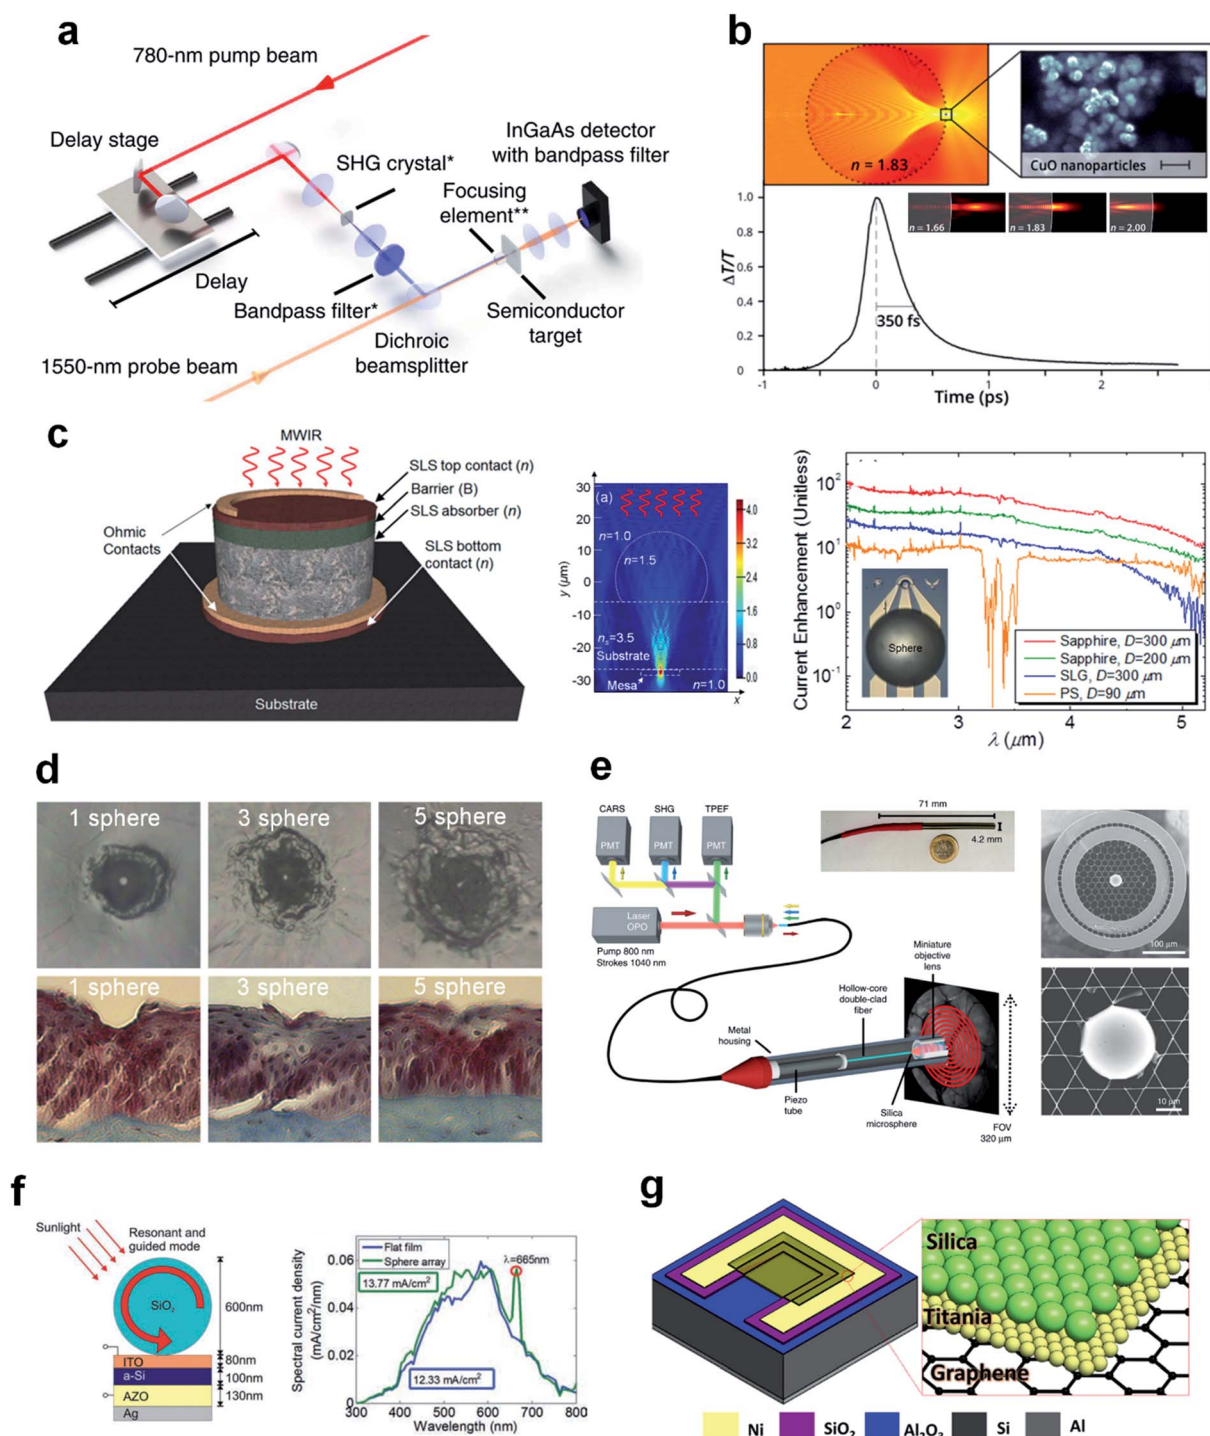 a
780-nm pump beam
Delay stage
SHG crystal*
InGaAs detector
with bandpass filter
Focusing
element**
Delay
Bandpass filter*
Semiconductor
target
Dichroic
beamsplitter
1550-nm probe beam
b
n = 1.83
CuO nanoparticles
1.0
0.8
0.6
0.4
0.2
0
ΔT/T
n = 1.66
n = 1.83
n = 2.00
350 fs
-1
0
1
2
Time (ps)
c
MWIR
SLS top contact (n)
Barrier (B)
SLS absorber (n)
Ohmic
Contacts
SLS bottom
contact (n)
Substrate
(a)
30
20
10
0
-10
-20
-30
y (μm)
n=1.0
n=1.5
nₛ=3.5
Substrate
Mesa
n=1.0
x
4.0
3.2
2.4
1.6
0.8
0.0
Current Enhancement (Unitless)
10²
10¹
10⁰
10⁻¹
Sphere
Sapphire, D=300 μm
Sapphire, D=200 μm
SLG, D=300 μm
PS, D=90 μm
2
3
4
5
λ (μm)
d
1 sphere
3 sphere
5 sphere
1 sphere
3 sphere
5 sphere
e
CARS
SHG
TPEF
PMT
PMT
PMT
Laser
OPO
Pump 800 nm
Strokes 1040 nm
71 mm
4.2 mm
100 μm
Miniature
objective
lens
Hollow-core
double-clad
fiber
Metal
housing
Piezo
tube
Silica
microsphere
FOV
320 μm
10 μm
f
Sunlight
Resonant and
guided mode
SiO₂
600nm
ITO
80nm
a-Si
100nm
AZO
130nm
Ag
Spectral current density
(mA/cm²/nm)
0.06
0.04
0.02
0
Flat film
Sphere array
λ=665nm
13.77 mA/cm²
12.33 mA/cm²
300
400
500
600
700
800
Wavelength (nm)
g
Silica
Titania
Graphene
Ni
SiO₂
Al₂O₃
Si
Al